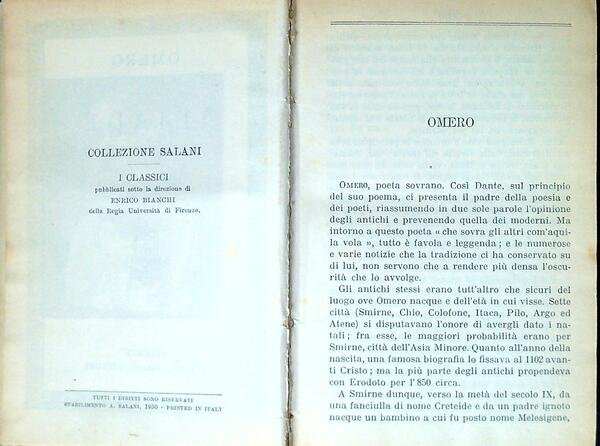 COLLEZIONE SALANI
I CLASSICI
pubblicati sotto la direzione di
ENRICO BIANCHI
della Regia Università di Firenze.
TUTTI I DIRITTI SONO RISERVATI
STABILIMENTO A. SALANI, 1930 - PRINTED IN ITALY
OMERO
OMERO, poeta sovrano. Così Dante, sul principio
del suo poema, ci presenta il padre della poesia e
dei poeti, riassumendo in due sole parole l'opinione
degli antichi e prevenendo quella dei moderni. Ma
intorno a questo poeta « che sovra gli altri com'aqui-
la vola », tutto è favola e leggenda; e le numerose
e varie notizie che la tradizione ci ha conservato su
di lui, non servono che a rendere più densa l'oscu-
rità che lo avvolge.
Gli antichi stessi erano tutt'altro che sicuri del
luogo ove Omero nacque e dell'età in cui visse. Sette
città (Smirne, Chio, Colofone, Itaca, Pilo, Argo ed
Atene) si disputavano l'onore di avergli dato i na-
tali; fra esse, le maggiori probabilità erano per
Smirne, città dell'Asia Minore. Quanto all'anno della
nascita, una famosa biografia lo fissava al 1102 avan-
ti Cristo; ma la più parte degli antichi propendeva
con Erodoto per l'850 circa.
A Smirne dunque, verso la metà del secolo IX, da
una fanciulla di nome Creteide e da un padre ignoto
nacque un bambino a cui fu posto nome Melesigene,